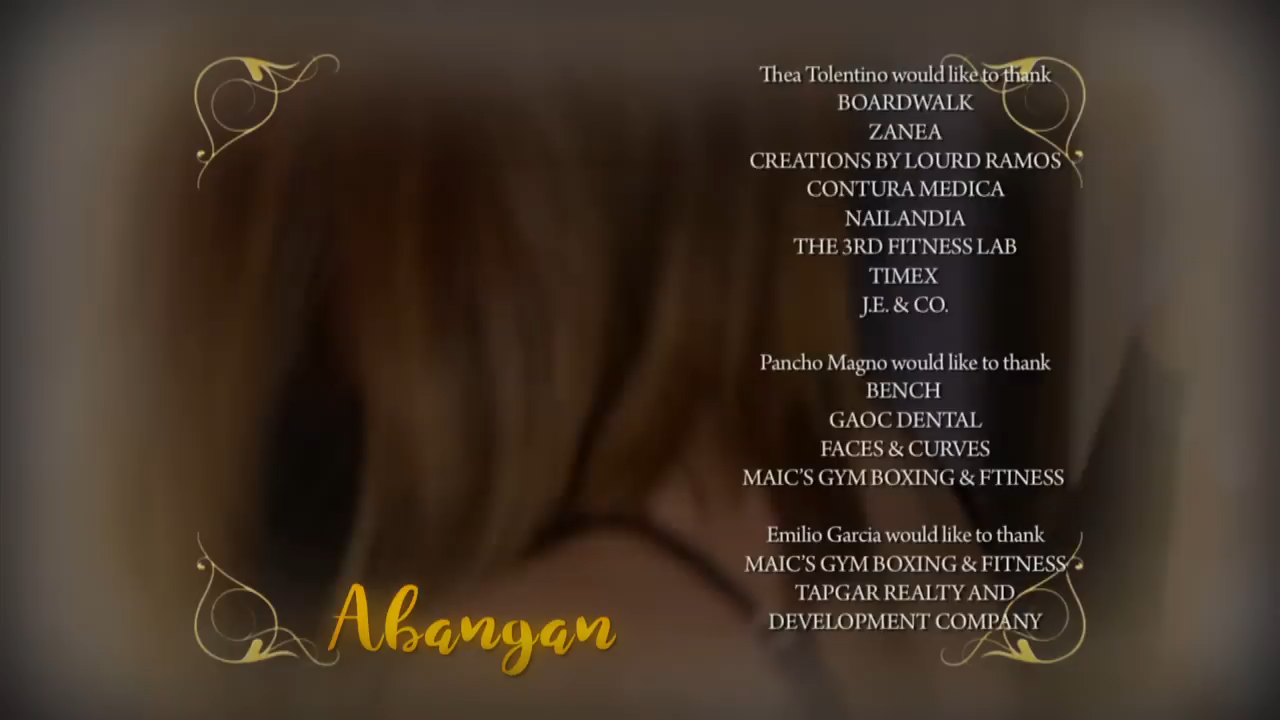 Thea Tolentino would like to thank
BOARDWALK
ZANEA
CREATIONS BY LOURD RAMOS
CONTURA MEDICA
NAILANDIA
THE 3RD FITNESS LAB
TIMEX
J.E. & CO.
Pancho Magno would like to thank
BENCH
GAOC DENTAL
FACES & CURVES
MAIC'S GYM BOXING & FTINESS
Emilio Garcia would like to thank
MAIC'S GYM BOXING & FITNESS
TAPGAR REALTY AND
DEVELOPMENT COMPANY
Abangan